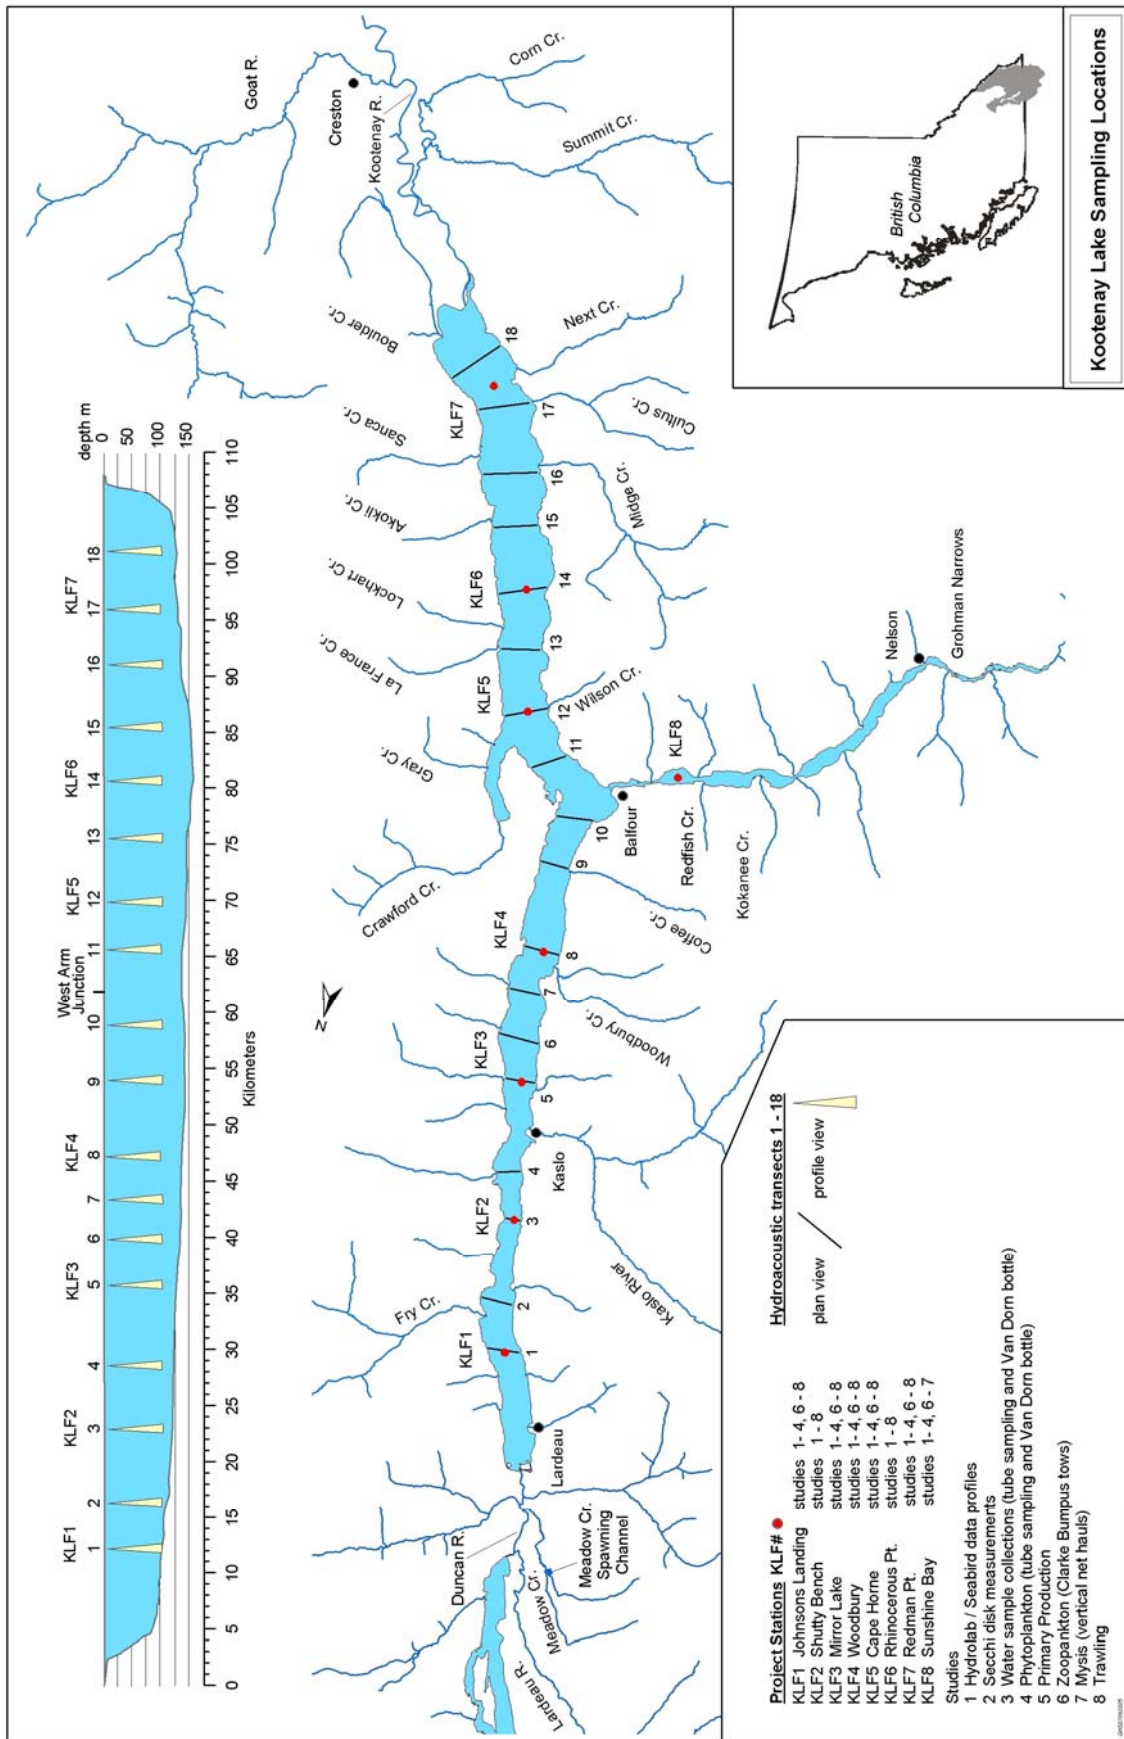 Kootenay Lake Sampling Locations
British
Columbia
KLF1
KLF2
KLF3
KLF4
West Arm
Junction
KLF5
KLF6
KLF7
1
2
3
4
5
6
7
8
9
10
11
12
13
14
15
16
17
18
depth m
0
50
100
150
0
5
10
15
20
25
30
35
40
45
50
55
60
65
70
75
80
85
90
95
100
105
110
Kilometers
N
Goat R.
Creston
Kootenay R.
Corn Cr.
Summit Cr.
Boulder Cr.
Next Cr.
Sanca Cr.
Cultus Cr.
Akokli Cr.
Midge Cr.
Lockhart Cr.
La France Cr.
Wilson Cr.
Gray Cr.
Crawford Cr.
Balfour
Redfish Cr.
Kokanee Cr.
Nelson
Grohman Narrows
Coffee Cr.
Woodbury Cr.
Kaslo
Kaslo River
Fry Cr.
Lardeau
Duncan R.
Meadow Cr.
Meadow Cr.
Spawning
Channel
Lardeau R.
KLF1
KLF2
KLF3
KLF4
KLF5
KLF6
KLF7
KLF8
1
2
3
4
5
6
7
8
9
10
11
12
13
14
15
16
17
18
Project Stations KLF#
KLF1 Johnsons Landing studies 1- 4, 6 - 8
KLF2 Shutty Bench studies 1 - 8
KLF3 Mirror Lake studies 1- 4, 6 - 8
KLF4 Woodbury studies 1- 4, 6 - 8
KLF5 Cape Horne studies 1- 4, 6 - 8
KLF6 Rhinocerous Pt. studies 1 - 8
KLF7 Redman Pt. studies 1- 4, 6 - 8
KLF8 Sunshine Bay studies 1- 4, 6 - 7
Studies
1 Hydrolab / Seabird data profiles
2 Secchi disk measurements
3 Water sample collections (tube sampling and Van Dorn bottle)
4 Phytoplankton (tube sampling and Van Dorn bottle)
5 Primary Production
6 Zoopankton (Clarke Bumpus tows)
7 Mysis (vertical net hauls)
8 Trawling
Hydroacoustic transects 1 - 18
plan view
profile view